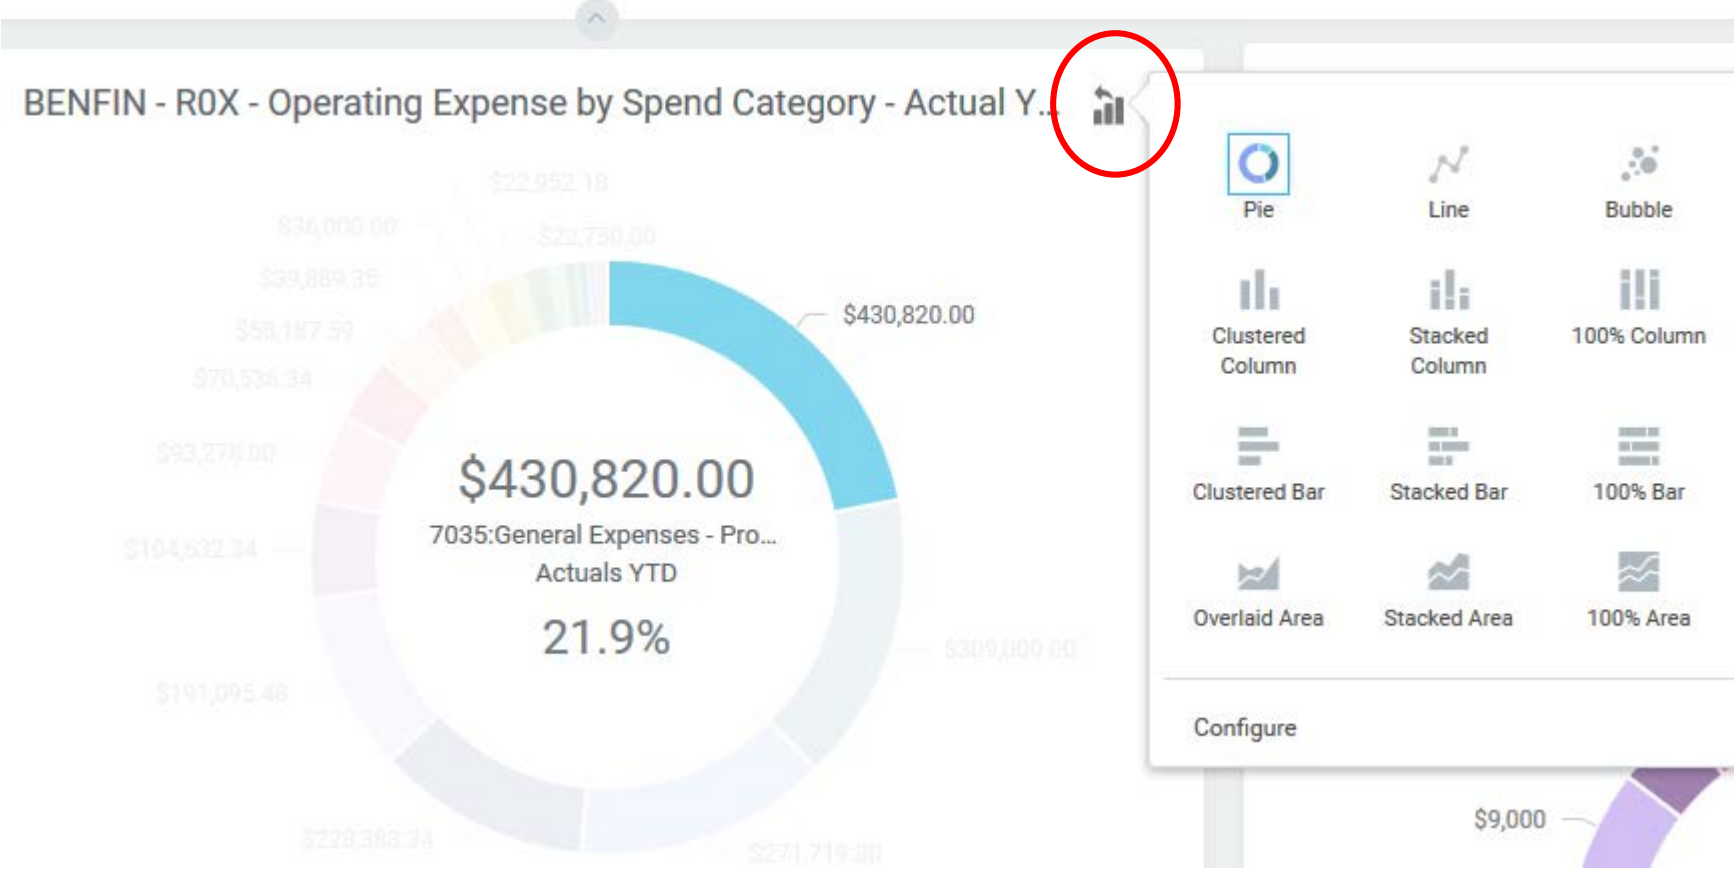 BENFIN - R0X - Operating Expense by Spend Category - Actual Y...
$22,952.18
$36,000.00
$22,750.00
$39,889.35
$430,820.00
$58,187.59
$70,536.34
$93,278.00
$430,820.00
7035:General Expenses - Pro...
Actuals YTD
21.9%
$104,632.34
$309,000.00
$191,095.48
$228,383.34
$271,719.80
Pie
Line
Bubble
Clustered
Column
Stacked
Column
100% Column
Clustered Bar
Stacked Bar
100% Bar
Overlaid Area
Stacked Area
100% Area
Configure
$9,000